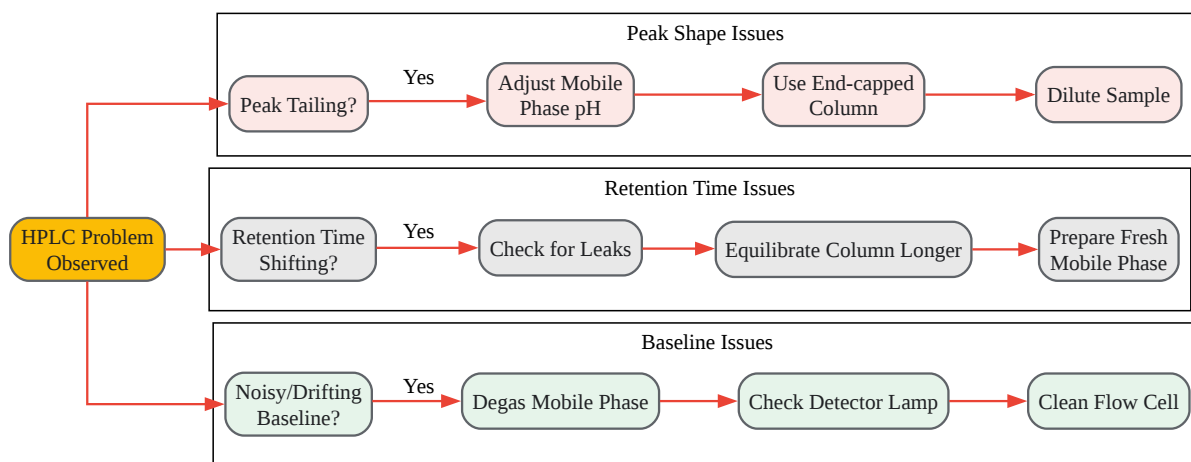 Peak Shape Issues
Peak Tailing?
Yes
Adjust Mobile
Phase pH
Use End-capped
Column
Dilute Sample
HPLC Problem
Observed
Retention Time Issues
Retention Time
Shifting?
Yes
Check for Leaks
Equilibrate Column Longer
Prepare Fresh
Mobile Phase
Baseline Issues
Noisy/Drifting
Baseline?
Yes
Degas Mobile Phase
Check Detector Lamp
Clean Flow Cell